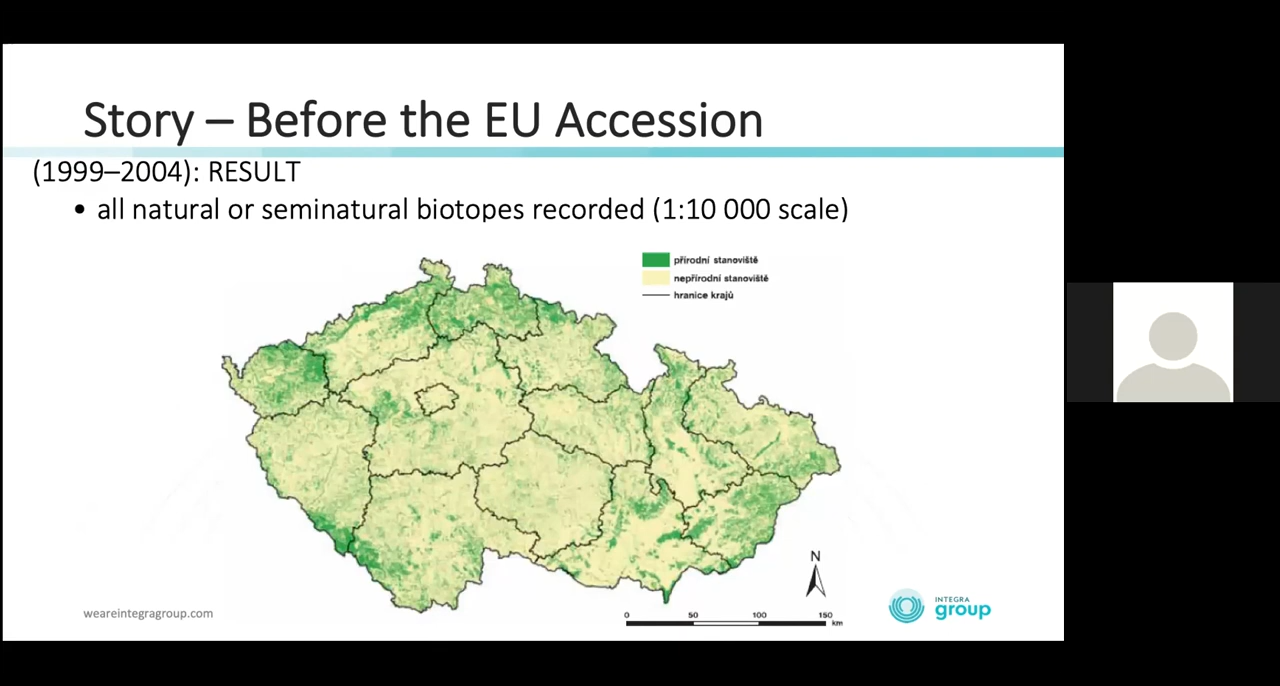 Story – Before the EU Accession
(1999–2004): RESULT
• all natural or seminatural biotopes recorded (1:10 000 scale)
přírodní stanoviště
nepřírodní stanoviště
hranice krajů
N
0 50 100 150
km
weareintegragroup.com
INTEGRA
group